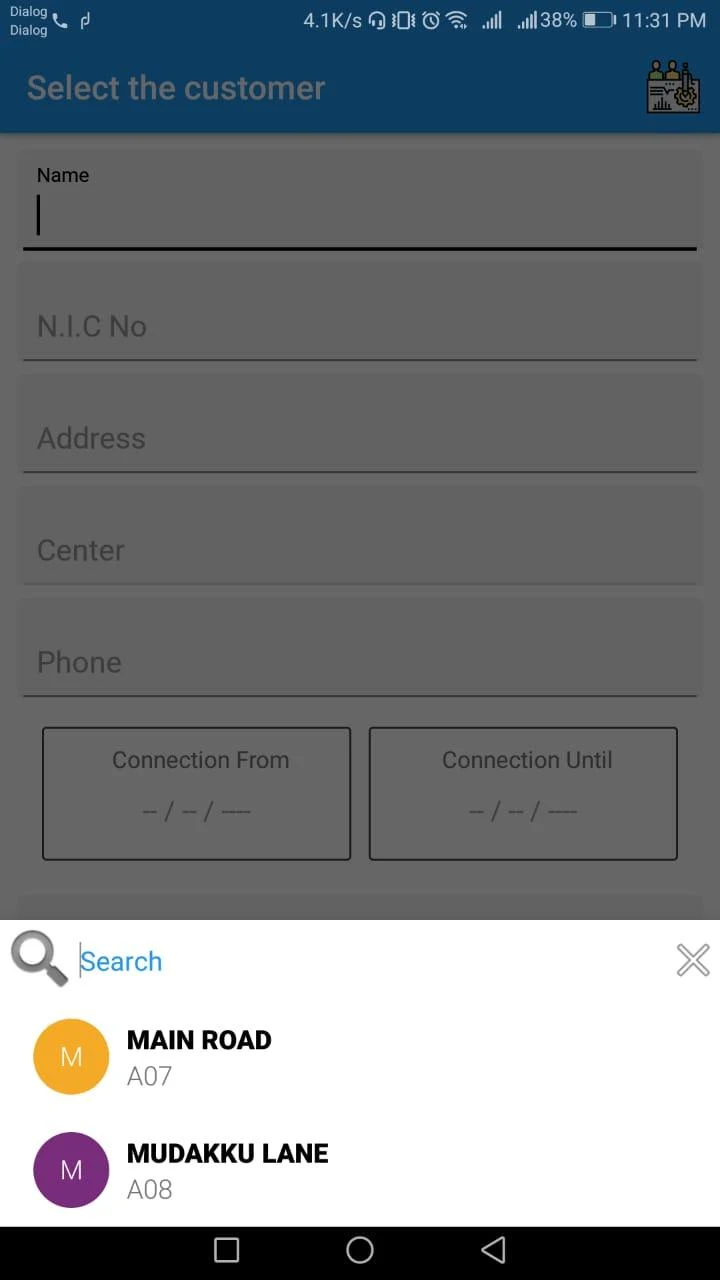 Dialog
Dialog
4.1K/s 38% 11:31 PM
Select the customer
Name
N.I.C No
Address
Center
Phone
Connection From Connection Until
-- / -- / ---- -- / -- / ----
Search
M MAIN ROAD
A07
M MUDAKKU LANE
A08